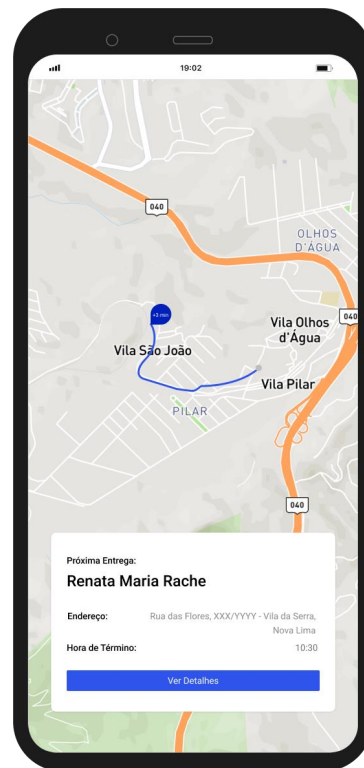 19:02
040
OLHOS
D'ÁGUA
+3 min
040
Vila Olhos
d'Água
Vila São João
Vila Pilar
PILAR
040
Próxima Entrega:
Renata Maria Rache
Endereço: Rua das Flores, XXX/YYYY - Vila da Serra,
Nova Lima
Hora de Término: 10:30
Ver Detalhes